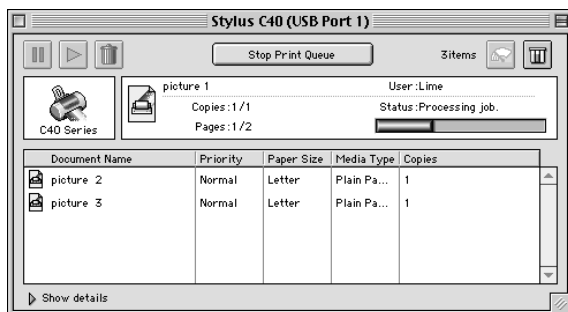 Stylus C40 (USB Port 1)
Stop Print Queue
3items
C40 Series
picture 1
User :Lime
Copies :1/1
Status :Processing job.
Pages :1/2
Document Name Priority Paper Size Media Type Copies
picture 2 Normal Letter Plain Pa... 1
picture 3 Normal Letter Plain Pa... 1
Show details